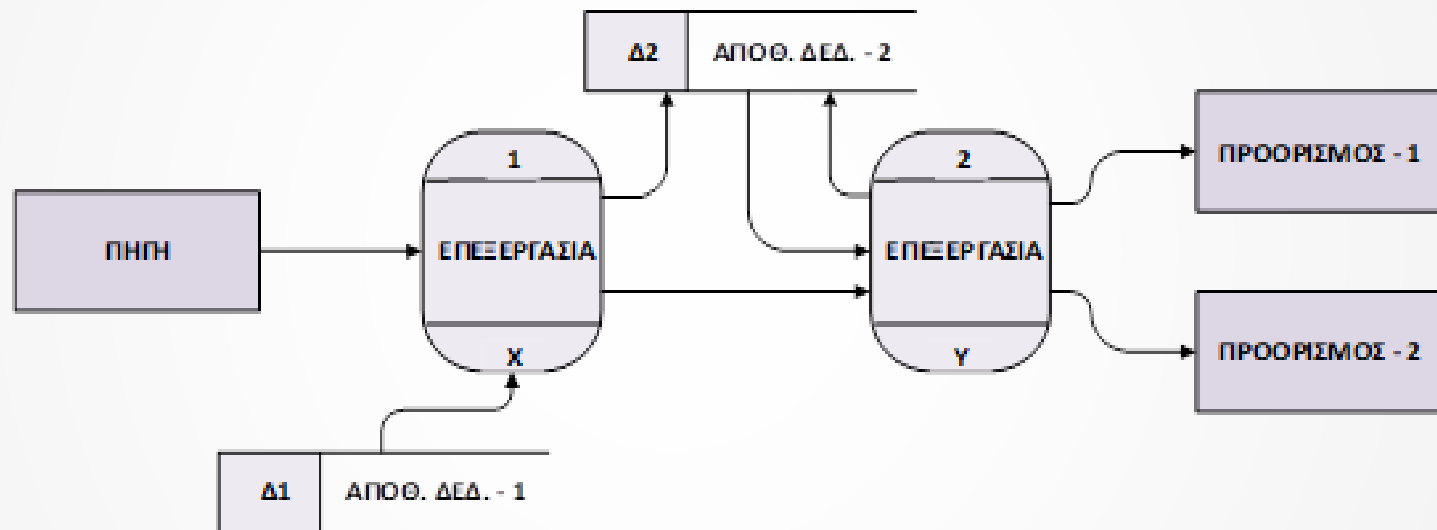 Δ2 ΑΠΟΘ. ΔΕΔ. - 2
1
2
ΠΡΟΟΡΙΣΜΟΣ - 1
ΠΗΓΗ
ΕΠΕΞΕΡΓΑΣΙΑ
ΕΠΕΞΕΡΓΑΣΙΑ
Χ
Υ
ΠΡΟΟΡΙΣΜΟΣ - 2
Δ1 ΑΠΟΘ. ΔΕΔ. - 1